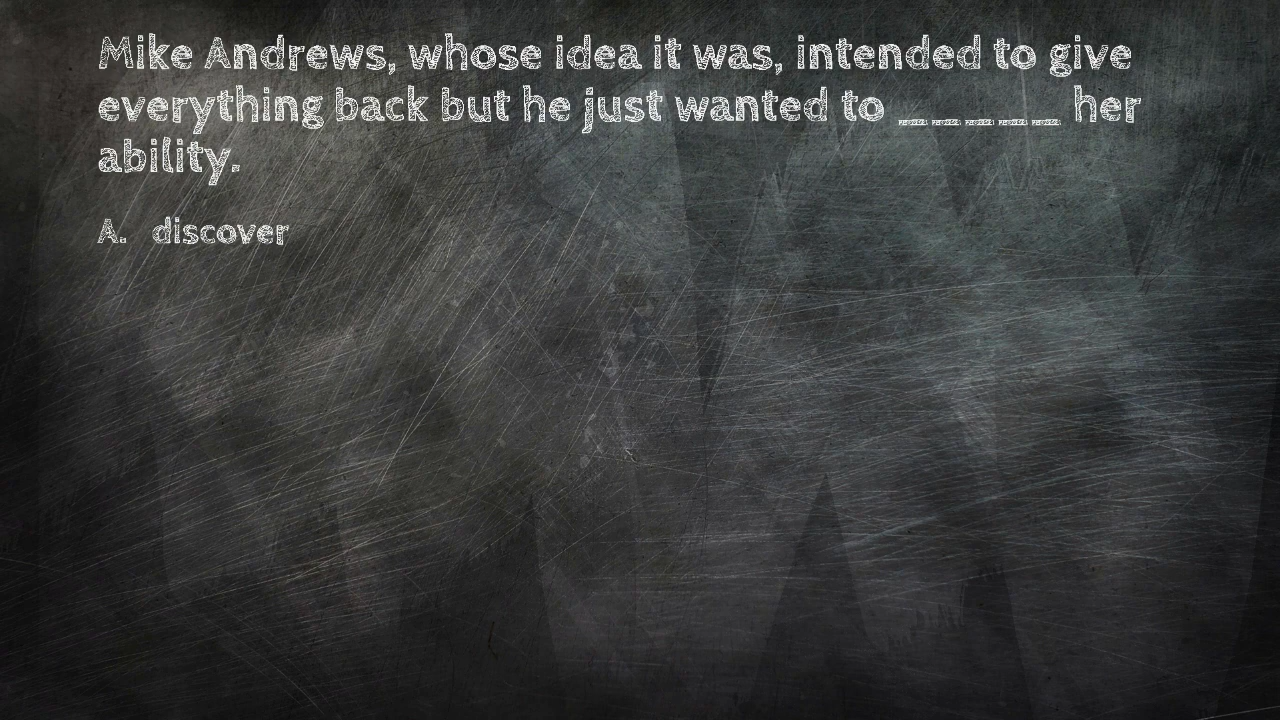 Mike Andrews, whose idea it was, intended to give
everything back but he just wanted to _ _ _ _ _ her
ability.
A. discover